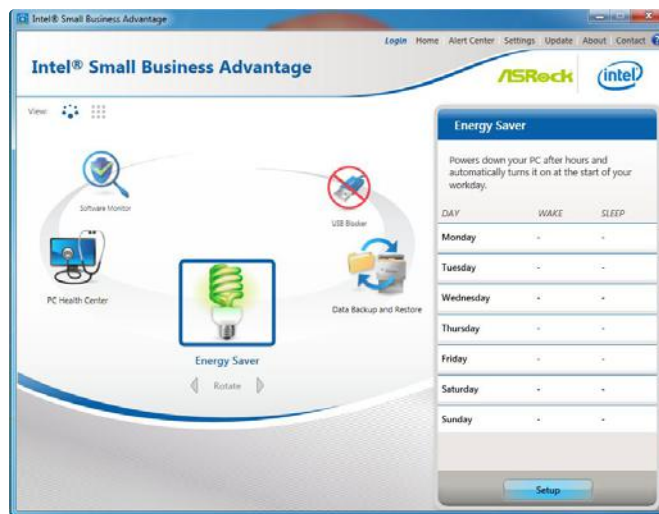 Intel® Small Business Advantage
Login Home Alert Center Settings Update About Contact ?
Intel® Small Business Advantage
ASRock
intel
View:
Software Monitor
USB Blocker
PC Health Center
Data Backup and Restore
Energy Saver
Rotate
Energy Saver
Powers down your PC after hours and
automatically turns it on at the start of your
workday.
DAY WAKE SLEEP
Monday - -
Tuesday - -
Wednesday - -
Thursday - -
Friday - -
Saturday - -
Sunday - -
Setup